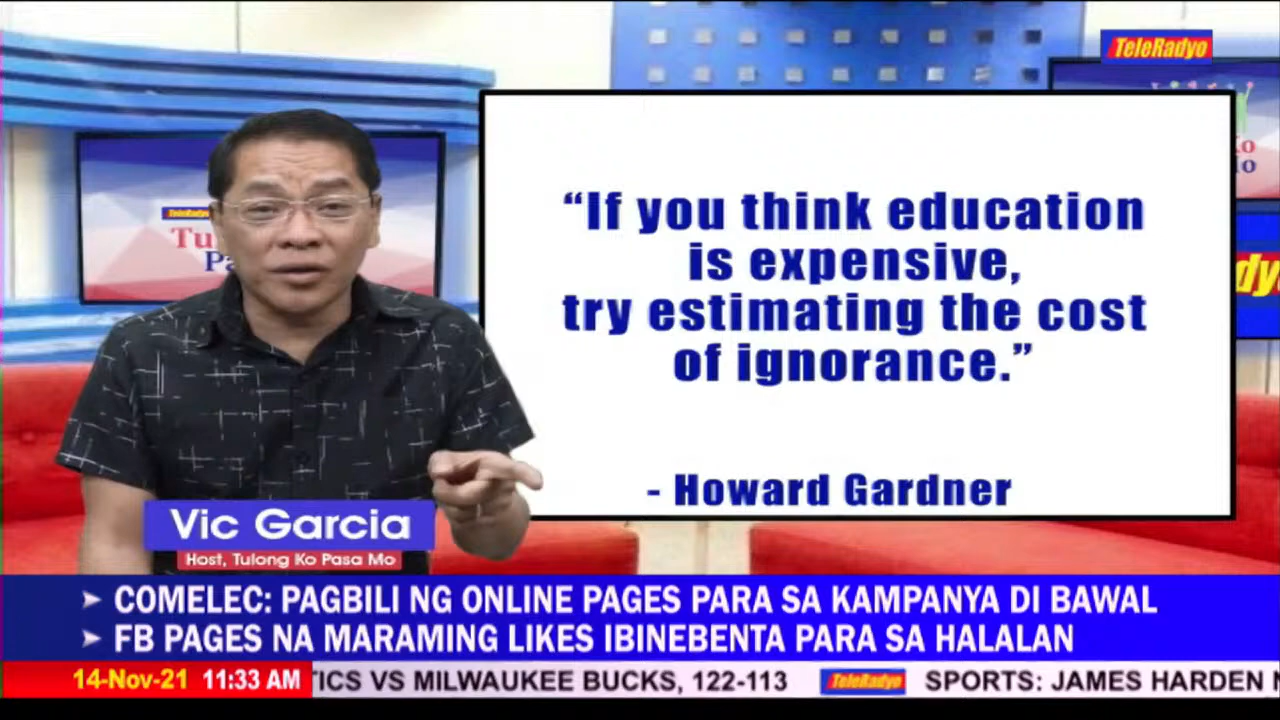 TeleRadyo
TeleRadyo
Tu
Pa
"If you think education
is expensive,
try estimating the cost
of ignorance."
- Howard Gardner
Vic Garcia
Host, Tulong Ko Pasa Mo
➤ COMELEC: PAGBILI NG ONLINE PAGES PARA SA KAMPANYA DI BAWAL
➤ FB PAGES NA MARAMING LIKES IBINEBENTA PARA SA HALALAN
14-Nov-21 11:33 AM TICS VS MILWAUKEE BUCKS, 122-113 TeleRadyo SPORTS: JAMES HARDEN